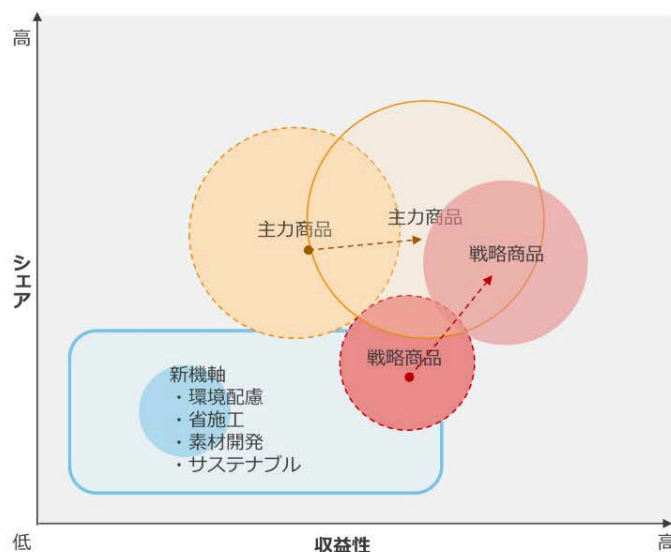 高
シェア
主力商品
主力商品
戦略商品
戦略商品
新機軸
・環境配慮
・省施工
・素材開発
・サステナブル
低
収益性
高